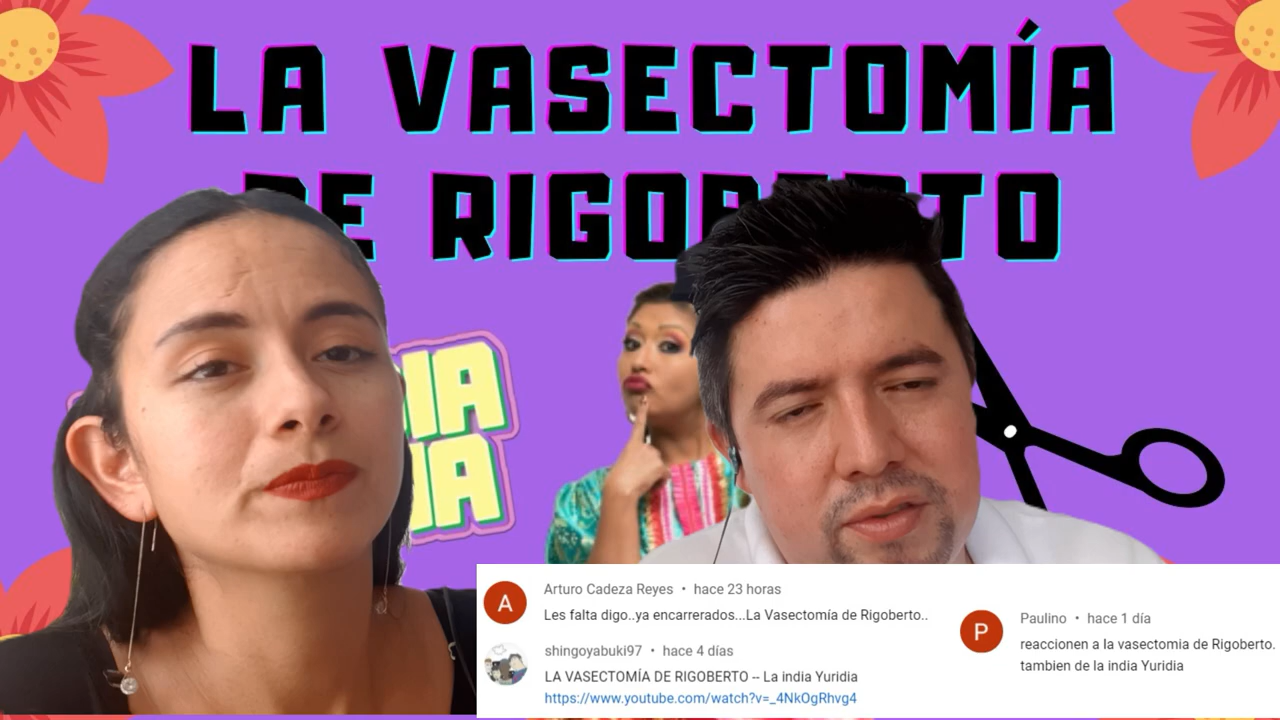 LA VASECTOMÍA
DE RIGOBERTO
Arturo Cadeza Reyes • hace 23 horas
Les falta digo..ya encarrerados...La Vasectomía de Rigoberto..
shingoyabuki97 • hace 4 días
LA VASECTOMÍA DE RIGOBERTO -- La india Yuridia
https://www.youtube.com/watch?v=_4NkOgRhvg4
Paulino • hace 1 día
reaccionen a la vasectomia de Rigoberto.
tambien de la india Yuridia
A
P